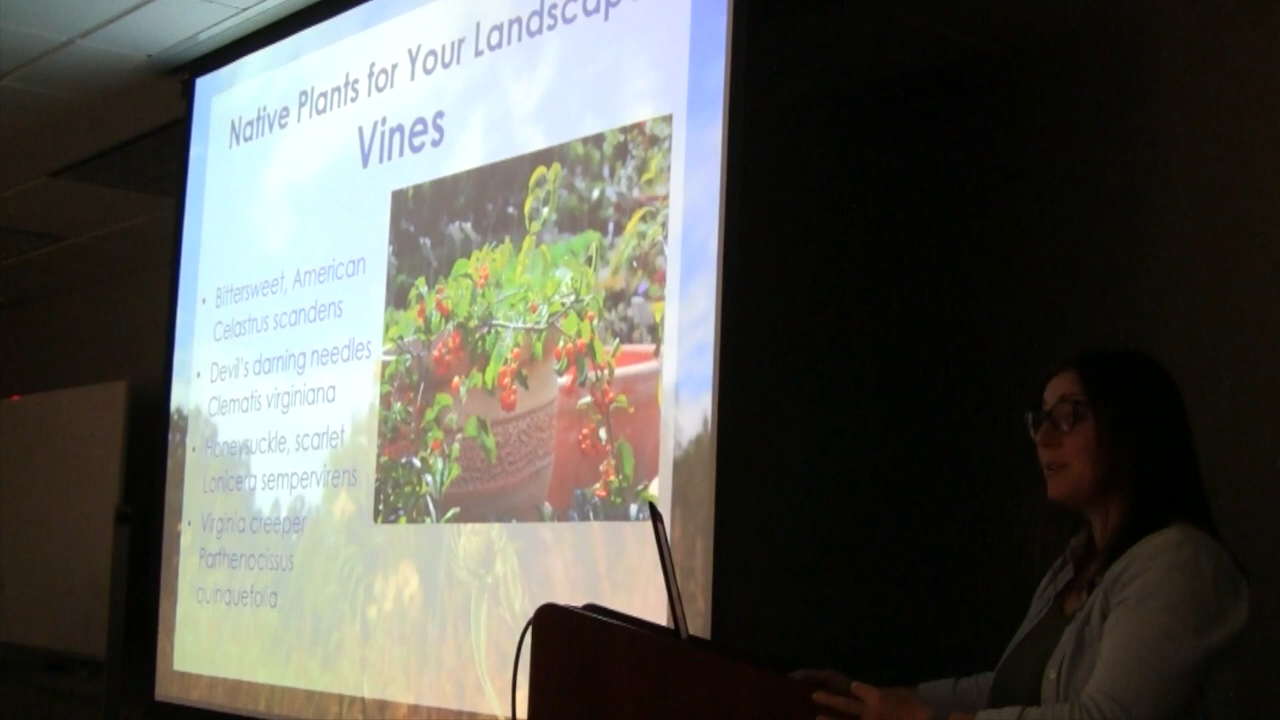 Native Plants for Your Landscape
Vines
• Bittersweet, American
Celastrus scandens
• Devil's darning needles
Clematis virginiana
• Honeysuckle, scarlet
Lonicera sempervirens
• Virginia creeper
Parthenocissus
quinquefolia